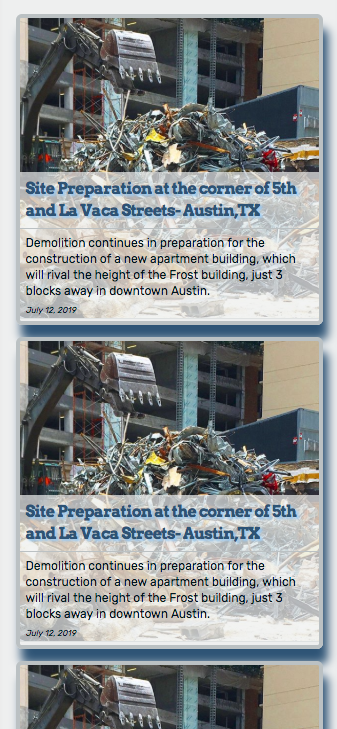 Site Preparation at the corner of 5th
and La Vaca Streets- Austin,TX
Demolition continues in preparation for the
construction of a new apartment building, which
will rival the height of the Frost building, just 3
blocks away in downtown Austin.
July 12, 2019
Site Preparation at the corner of 5th
and La Vaca Streets- Austin,TX
Demolition continues in preparation for the
construction of a new apartment building, which
will rival the height of the Frost building, just 3
blocks away in downtown Austin.
July 12, 2019